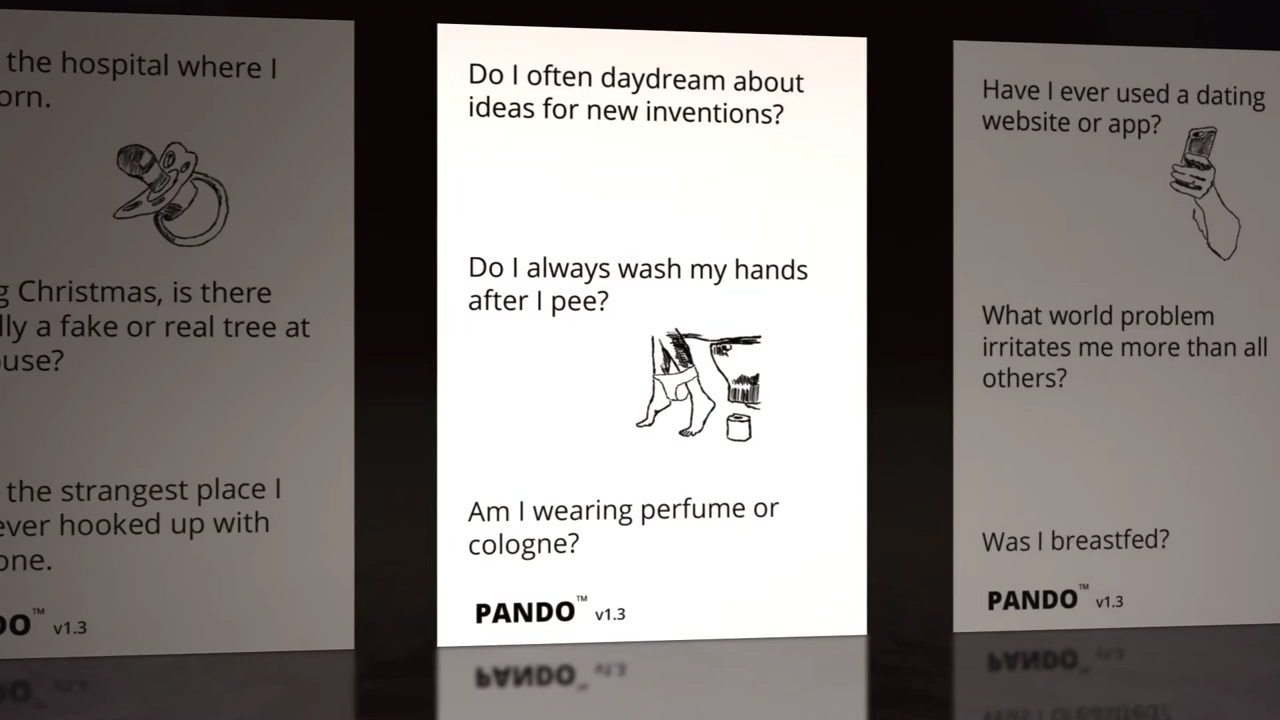 the hospital where I
orn.
g Christmas, is there
lly a fake or real tree at
ouse?
the strangest place I
ever hooked up with
one.
DO™ v1.3
Do I often daydream about
ideas for new inventions?
Do I always wash my hands
after I pee?
Am I wearing perfume or
cologne?
PANDO™ v1.3
Have I ever used a dating
website or app?
What world problem
irritates me more than all
others?
Was I breastfed?
PANDO™ v1.3